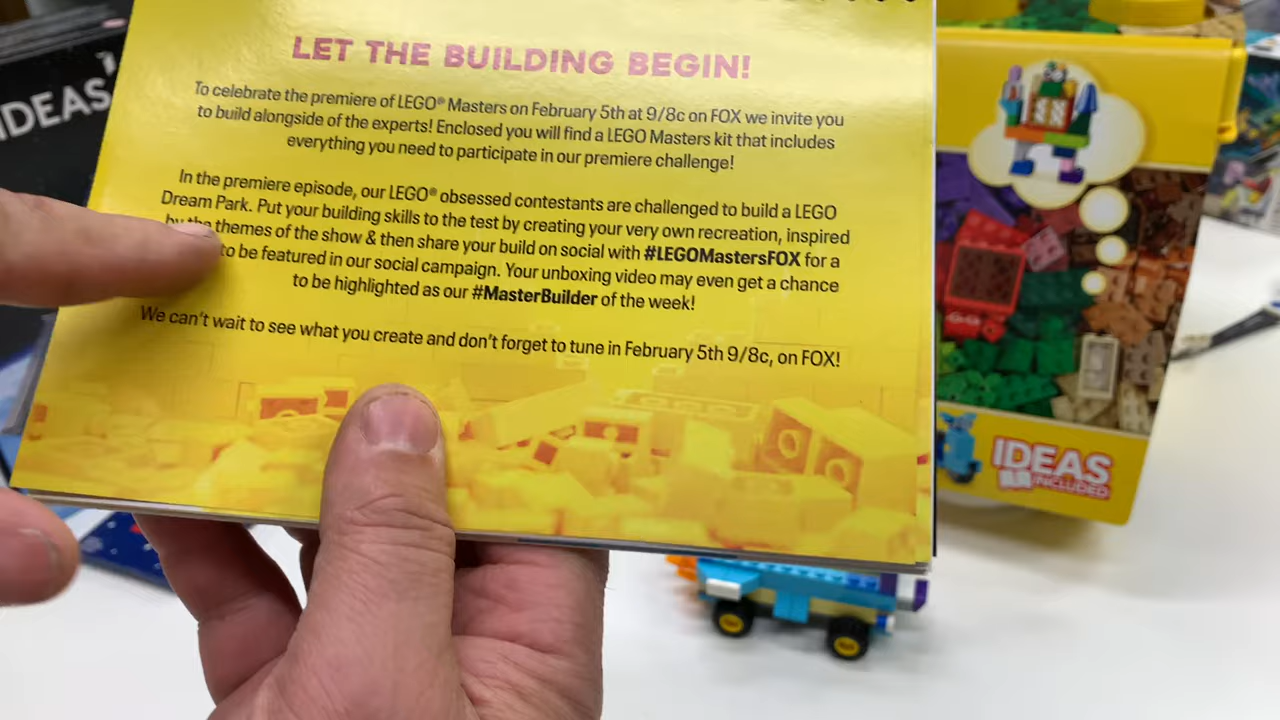 LET THE BUILDING BEGIN!
To celebrate the premiere of LEGO® Masters on February 5th at 9/8c on FOX we invite you
to build alongside of the experts! Enclosed you will find a LEGO Masters kit that includes
everything you need to participate in our premiere challenge!
In the premiere episode, our LEGO® obsessed contestants are challenged to build a LEGO
Dream Park. Put your building skills to the test by creating your very own recreation, inspired
by the themes of the show & then share your build on social with #LEGOMastersFOX for a
to be featured in our social campaign. Your unboxing video may even get a chance
to be highlighted as our #MasterBuilder of the week!
We can't wait to see what you create and don't forget to tune in February 5th 9/8c, on FOX!
IDEAS
IDEAS
INCLUDED